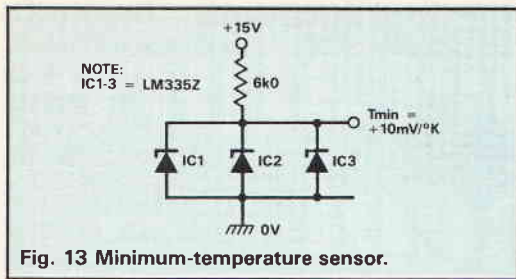 +15V
NOTE:
IC1-3 = LM335Z
6k0
Tmin =
+10mV/°K
IC1
IC2
IC3
0V
Fig. 13 Minimum-temperature sensor.